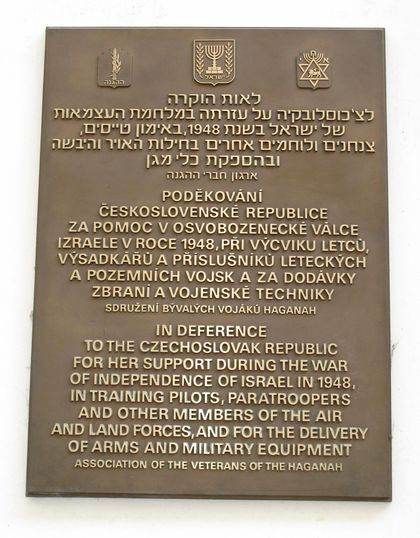 ההגנה
ישראל
לאות הוקרה
לצ'כוסלובקיה על עזרתה במלחמת העצמאות
של ישראל בשנת 1948, באימון טייסים,
צנחנים ולוחמים אחרים בחילות האויר והיבשה
ובהספקת כלי מגן
ארגון חברי ההגנה
PODĚKOVÁNÍ
ČESKOSLOVENSKÉ REPUBLICE
ZA POMOC V OSVOBOZENECKÉ VÁLCE
IZRAELE V ROCE 1948, PŘI VÝCVIKU LETCŮ,
VÝSADKÁŘŮ A PŘÍSLUŠNÍKŮ LETECKÝCH
A POZEMNÍCH VOJSK A ZA DODÁVKY
ZBRANÍ A VOJENSKÉ TECHNIKY
SDRUŽENÍ BÝVALÝCH VOJÁKŮ HAGANAH
IN DEFERENCE
TO THE CZECHOSLOVAK REPUBLIC
FOR HER SUPPORT DURING THE WAR
OF INDEPENDENCE OF ISRAEL IN 1948,
IN TRAINING PILOTS, PARATROOPERS
AND OTHER MEMBERS OF THE AIR
AND LAND FORCES, AND FOR THE DELIVERY
OF ARMS AND MILITARY EQUIPMENT
ASSOCIATION OF THE VETERANS OF THE HAGANAH